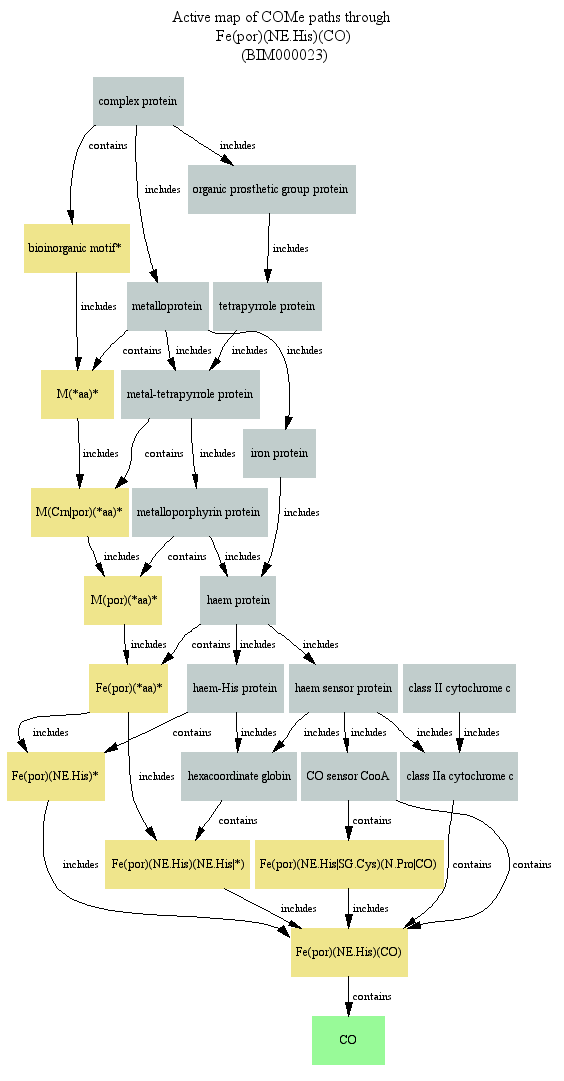 Active map of COMe paths through
Fe(por)(NE.His)(CO)
(BIM000023)
complex protein
contains
includes
includes
organic prosthetic group protein
bioinorganic motif*
includes
includes
metalloprotein
tetrapyrrole protein
contains
includes
includes
includes
M(*aa)*
metal-tetrapyrrole protein
iron protein
includes
contains
includes
M(Crn|por)(*aa)*
metalloporphyrin protein
includes
includes
contains
includes
M(por)(*aa)*
haem protein
includes
contains
includes
includes
Fe(por)(*aa)*
haem-His protein
haem sensor protein
class II cytochrome c
includes
contains
includes
includes
includes
includes
includes
includes
Fe(por)(NE.His)*
hexacoordinate globin
CO sensor CooA
class IIa cytochrome c
contains
contains
Fe(por)(NE.His)(NE.His|*)
Fe(por)(NE.His|SG.Cys)(N.Pro|CO)
includes
contains
contains
includes
includes
Fe(por)(NE.His)(CO)
contains
CO